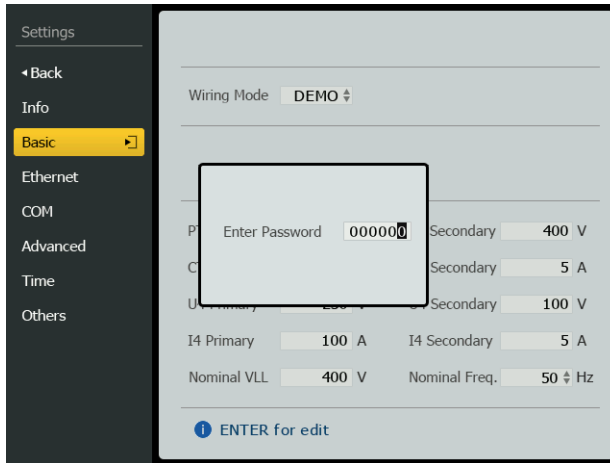 Settings
Back
Info
Basic
Ethernet
COM
Advanced
Time
Others
Wiring Mode DEMO
Enter Password 000000
Secondary 400 V
Secondary 5 A
Secondary 100 V
I4 Primary 100 A I4 Secondary 5 A
Nominal VLL 400 V Nominal Freq. 50 Hz
ENTER for edit